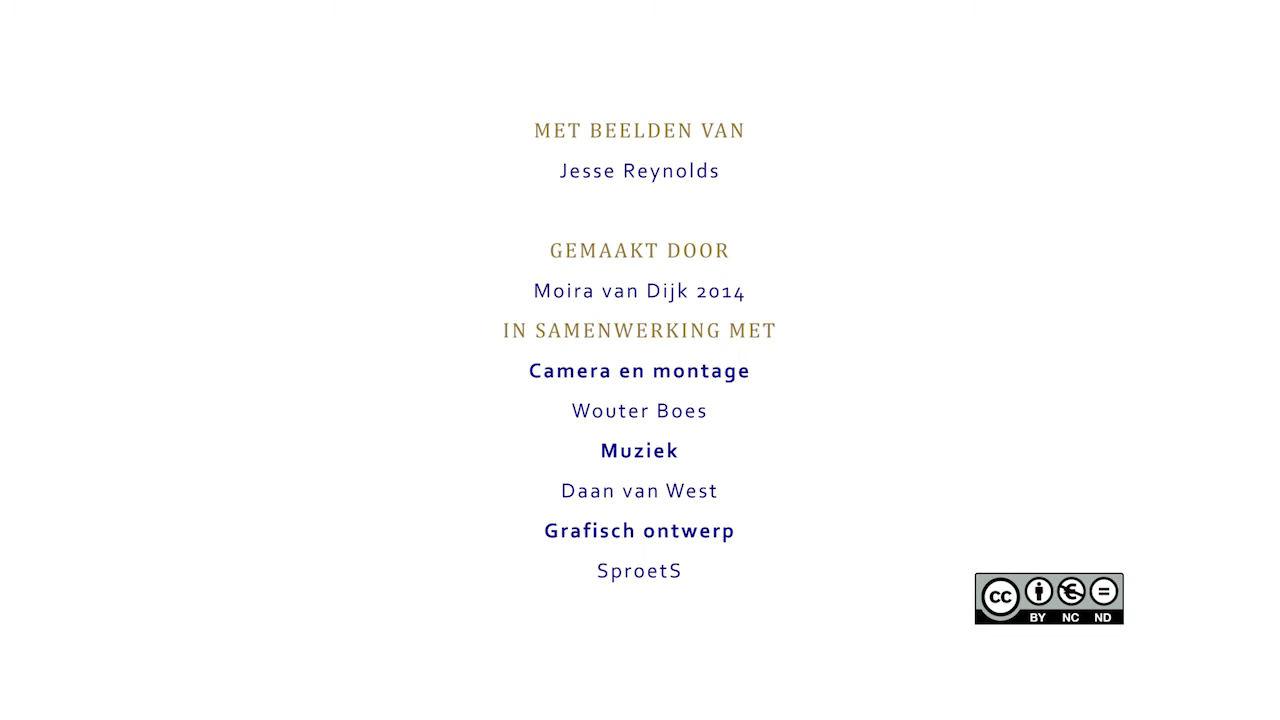 MET BEELDEN VAN
Jesse Reynolds
GEMAAKT DOOR
Moira van Dijk 2014
IN SAMENWERKING MET
Camera en montage
Wouter Boes
Muziek
Daan van West
Grafisch ontwerp
SproetS
cc
BY NC ND